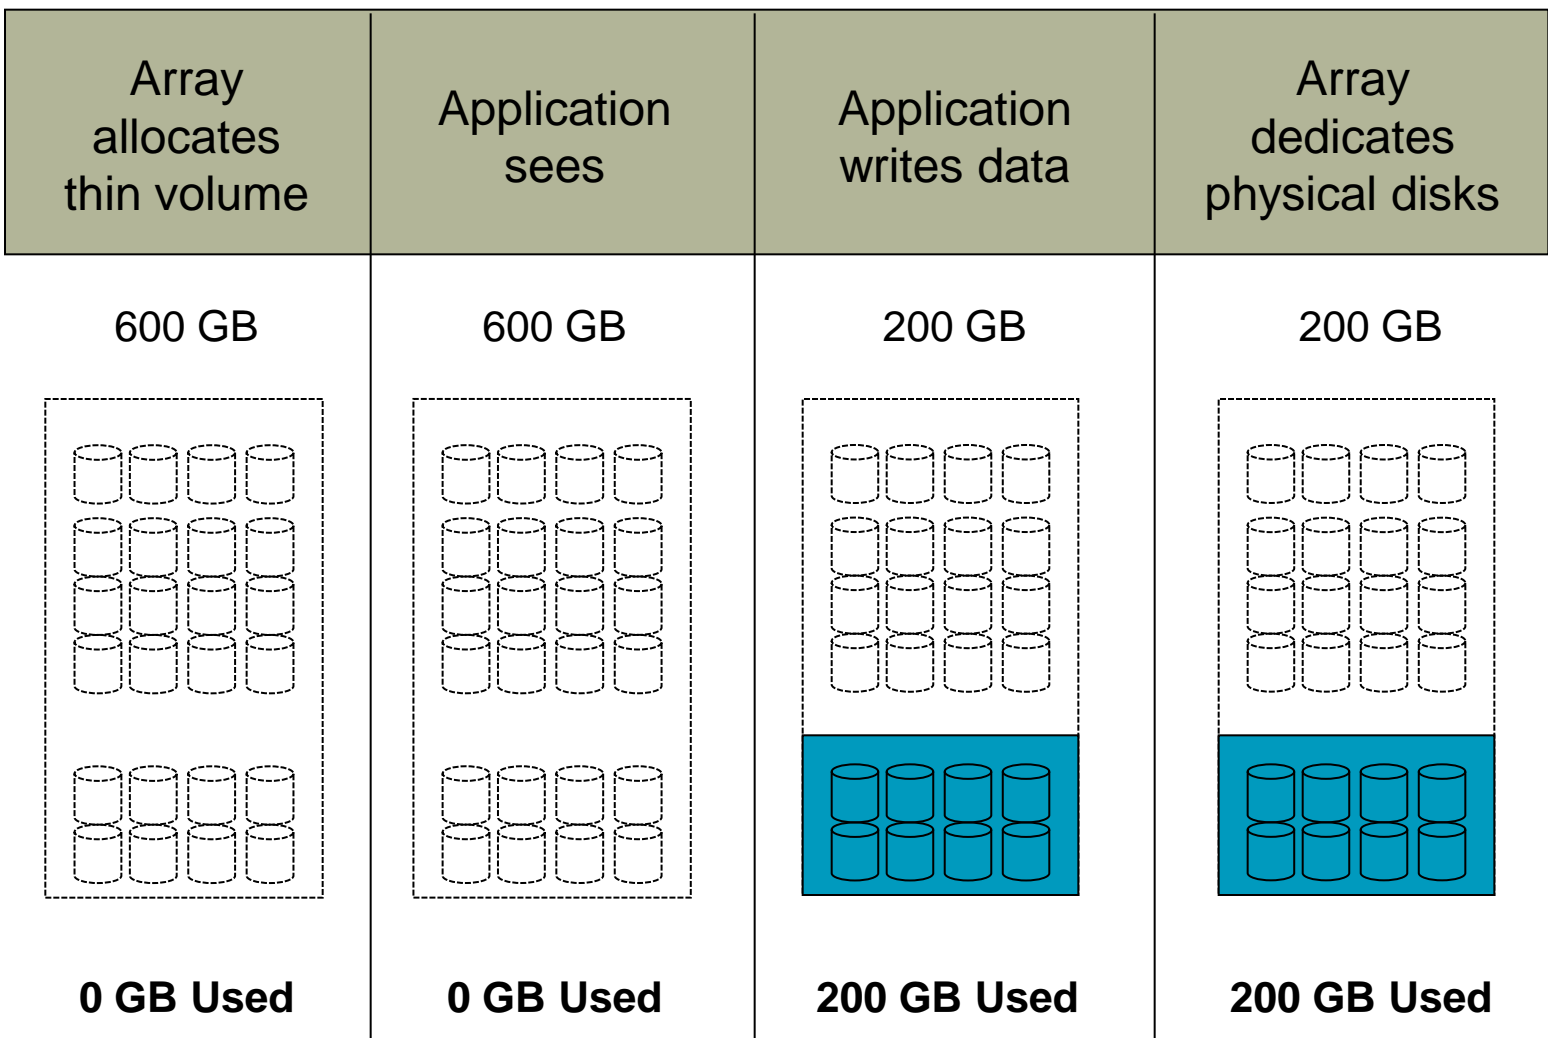 Array
allocates
thin volume
Application
sees
Application
writes data
Array
dedicates
physical disks
600 GB
600 GB
200 GB
200 GB
0 GB Used
0 GB Used
200 GB Used
200 GB Used